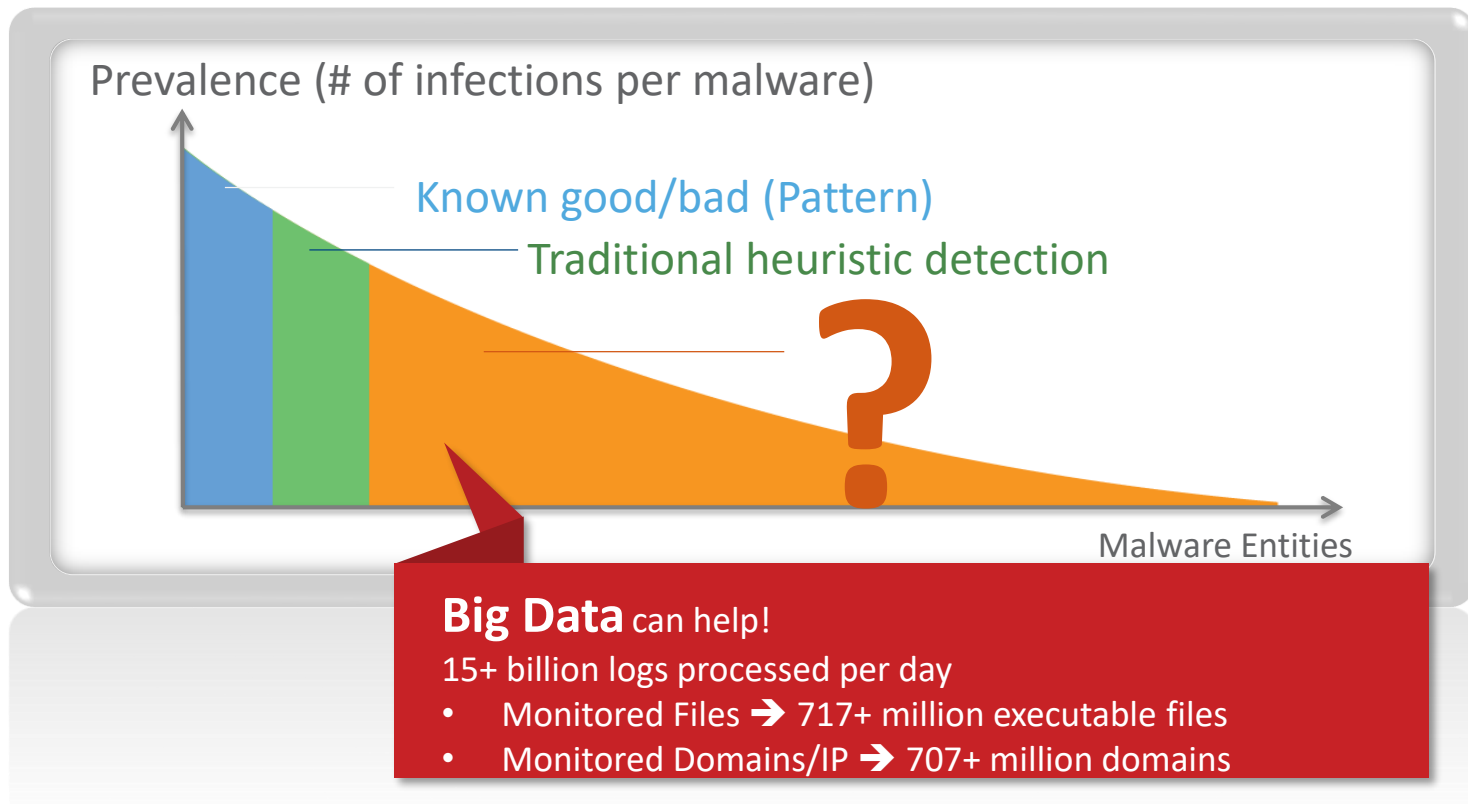 Prevalence (# of infections per malware)
Known good/bad (Pattern)
Traditional heuristic detection
?
Malware Entities
Big Data can help!
15+ billion logs processed per day
• Monitored Files ➔ 717+ million executable files
• Monitored Domains/IP ➔ 707+ million domains